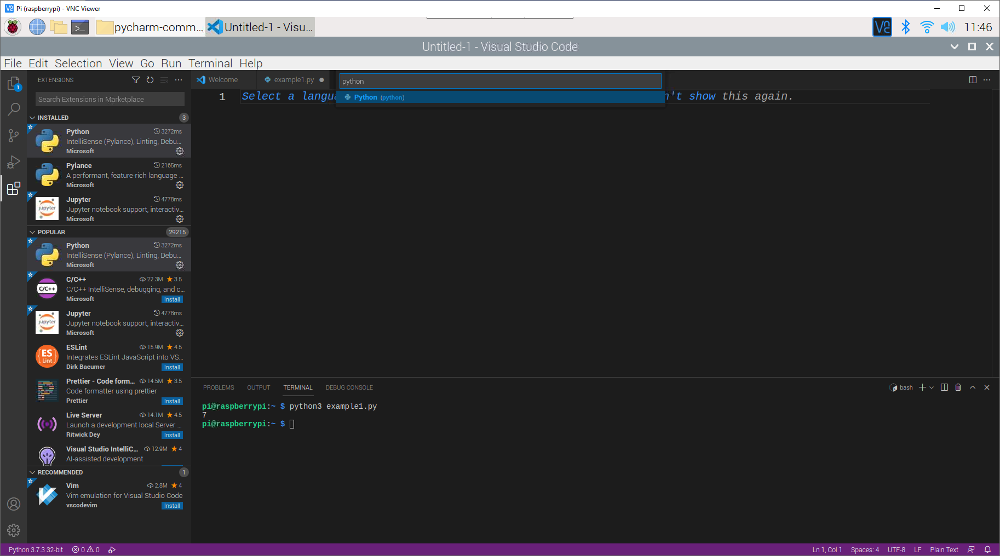 Pi (raspberrypi) - VNC Viewer
pycharm-comm...
Untitled-1 - Visu...
11:46
Untitled-1 - Visual Studio Code
File Edit Selection View Go Run Terminal Help
1
EXTENSIONS
Welcome
example1.py
python
Search Extensions in Marketplace
Python (python)
1
Select a langu
n't show this again.
INSTALLED
3
Python
3272ms
IntelliSense (Pylance), Linting, Debu...
Microsoft
Pylance
2165ms
A performant, feature-rich language ...
Microsoft
Jupyter
4778ms
jupyter
Jupyter notebook support, interactiv...
Microsoft
POPULAR
29215
Python
3272ms
IntelliSense (Pylance), Linting, Debu...
Microsoft
C/C++
22.3M
3.5
C/C++
C/C++ IntelliSense, debugging, and c...
Microsoft
Install
Jupyter
4778ms
jupyter
Jupyter notebook support, interactiv...
Microsoft
ESLint
15.9M
4.5
ES
Lint
Integrates ESLint JavaScript into VS...
Dirk Baeumer
Install
Prettier - Code form...
14.5M
3.5
Code formatter using prettier
Prettier
Install
Live Server
14.1M
4.5
Launch a development local Server ...
Ritwick Dey
Install
Visual Studio IntelliC...
12.9M
4
AI-assisted development
RECOMMENDED
1
Vim
2.8M
4
Vim emulation for Visual Studio Code
vscodevim
Install
PROBLEMS OUTPUT TERMINAL DEBUG CONSOLE
bash
pi@raspberrypi:~ $ python3 example1.py
7
pi@raspberrypi:~ $
Python 3.7.3 32-bit
0
0
Ln 1, Col 1
Spaces: 4
UTF-8
LF
Plain Text